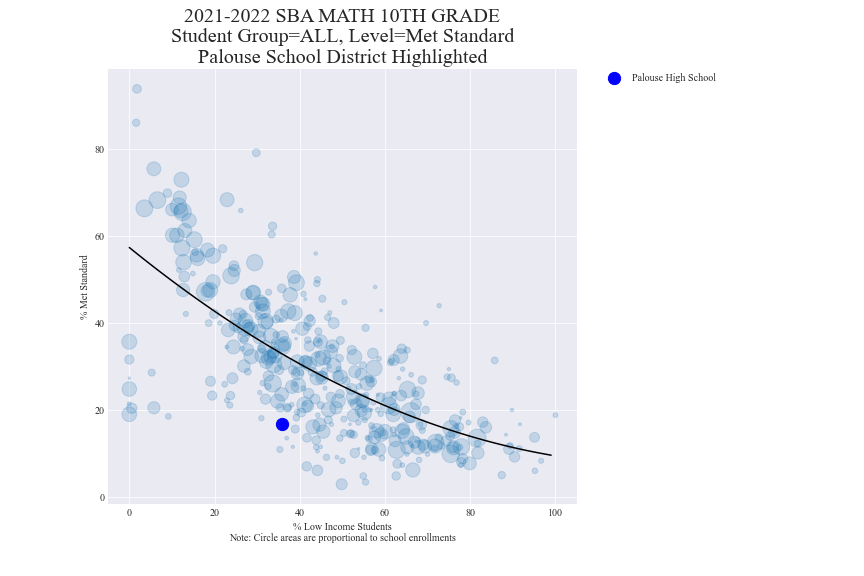 2021-2022 SBA MATH 10TH GRADE
Student Group=ALL, Level=Met Standard
Palouse School District Highlighted
Palouse High School
% Met Standard
80
60
40
20
0
0 20 40 60 80 100
% Low Income Students
Note: Circle areas are proportional to school enrollments